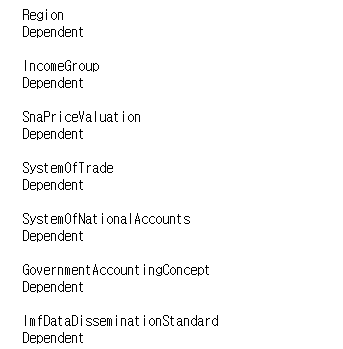 Region
Dependent
IncomeGroup
Dependent
SnaPriceValuation
Dependent
SystemOfTrade
Dependent
SystemOfNationalAccounts
Dependent
GovernmentAccountingConcept
Dependent
ImfDataDisseminationStandard
Dependent